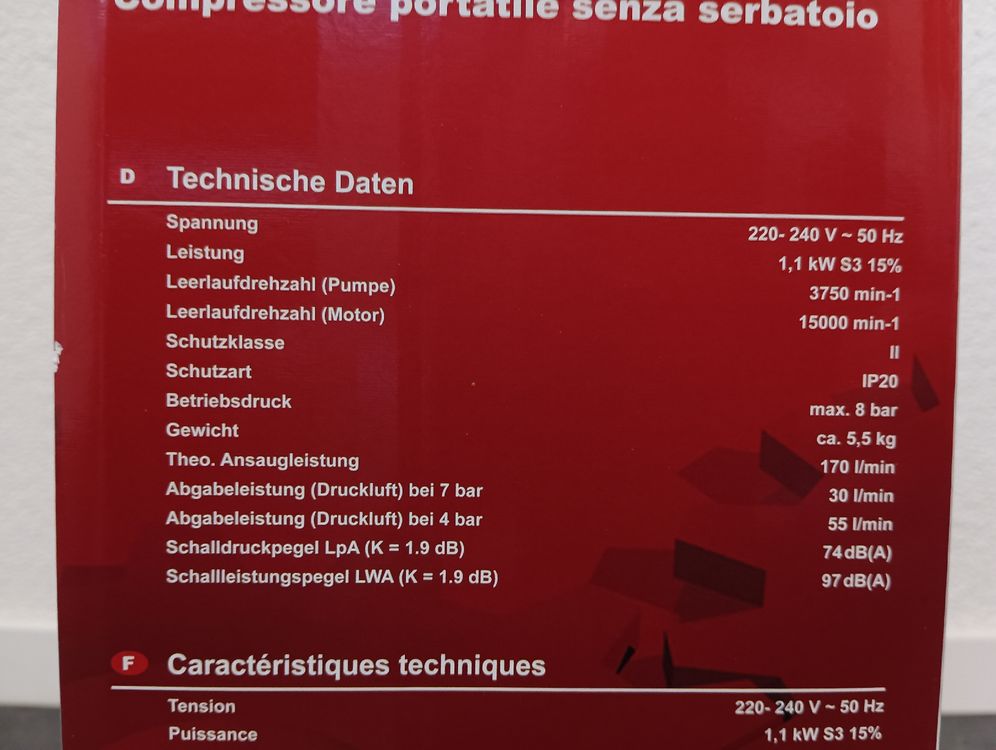 Compressore portatile senza serbatoio
D Technische Daten
Spannung 220- 240 V ~ 50 Hz
Leistung 1,1 kW S3 15%
Leerlaufdrehzahl (Pumpe) 3750 min-1
Leerlaufdrehzahl (Motor) 15000 min-1
Schutzklasse II
Schutzart IP20
Betriebsdruck max. 8 bar
Gewicht ca. 5,5 kg
Theo. Ansaugleistung 170 l/min
Abgabeleistung (Druckluft) bei 7 bar 30 l/min
Abgabeleistung (Druckluft) bei 4 bar 55 l/min
Schalldruckpegel LpA (K = 1.9 dB) 74 dB(A)
Schallleistungspegel LWA (K = 1.9 dB) 97 dB(A)
F Caractéristiques techniques
Tension 220- 240 V ~ 50 Hz
Puissance 1,1 kW S3 15%